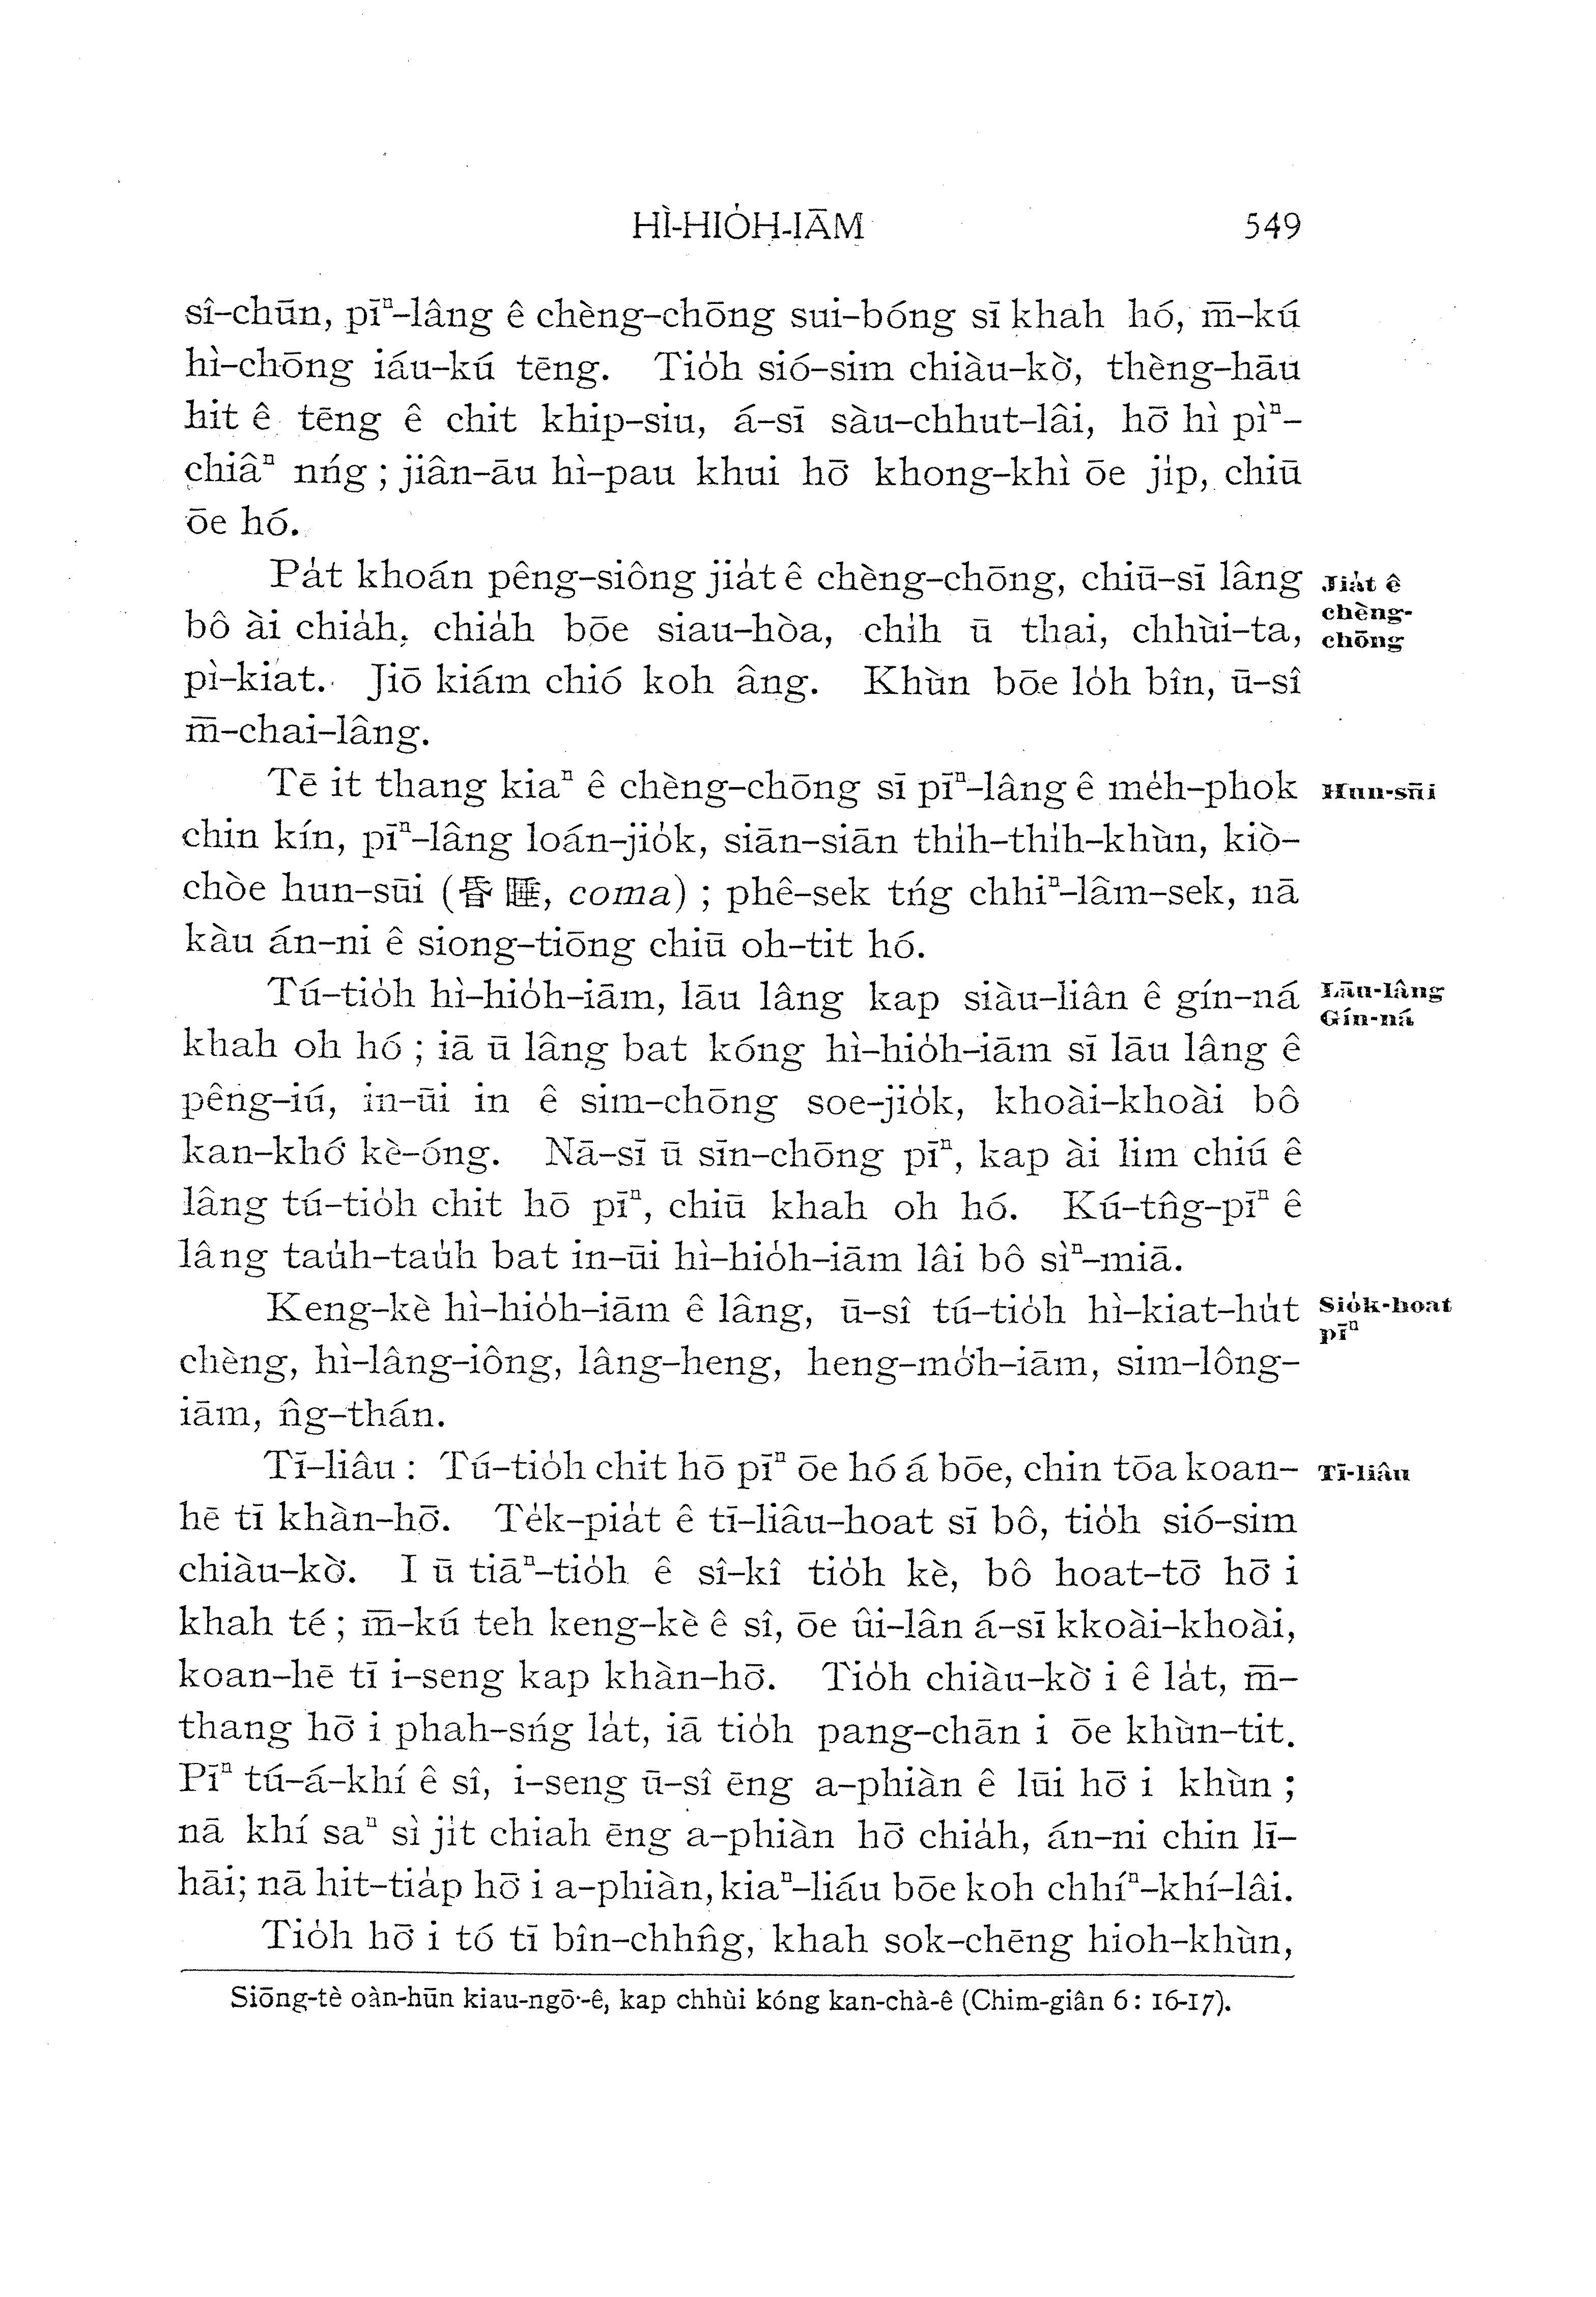 HÌ-HIO̍H-IĀM 549
sî-chūn, pīⁿ-lâng ê chèng-chōng sui-bóng sī khah hó, m̄-kú
hì-chōng iáu-kú tēng. Tio̍h sió-sim chiàu-kò͘, thèng-hāu
hit ê tēng ê chit khip-siu, á-sī sàu-chhut-lâi, hō͘ hì pìⁿ-
chiâⁿ nńg ; jiân-āu hì-pau khui hō͘ khong-khì ōe ji̍p, chiū
ōe hó.
Pa̍t khoán pêng-siông jia̍t ê chèng-chōng, chiū-sī lâng
bô ài chia̍h, chia̍h bōe siau-hòa, chi̍h ū thai, chhùi-ta,
pì-kiat. Jiō kiám chió koh âng. Khùn bōe lo̍h bîn, ū-sî
m̄-chai-lâng.
Jia̍t ê
chèng-
chōng
Tē it thang kiaⁿ ê chèng-chōng sī pīⁿ-lâng ê me̍h-phok
chin kín, pīⁿ-lâng loán-jio̍k, siān-siān thi̍h-thi̍h-khùn, kiò-
chòe hun-sūi (昏睡, coma) ; phê-sek tńg chhiⁿ-lâm-sek, nā
kàu án-ni ê siong-tiōng chiū oh-tit hó.
Hun-sūi
Tú-tio̍h hì-hio̍h-iām, lāu lâng kap siàu-liân ê gín-ná
khah oh hó ; iā ū lâng bat kóng hì-hio̍h-iām sī lāu lâng ê
pêng-iú, in-ūi in ê sim-chōng soe-jio̍k, khoài-khoài bô
kan-khó͘ kè-óng. Nā-sī ū sīn-chōng pīⁿ, kap ài lim chiú ê
lâng tú-tio̍h chit hō pīⁿ, chiū khah oh hó. Kú-tn̂g-pīⁿ ê
lâng tau̍h-tau̍h bat in-ūi hì-hio̍h-iām lâi bô sìⁿ-miā.
Lāu-lâng
Gín-ná
Keng-kè hì-hio̍h-iām ê lâng, ū-sî tú-tio̍h hì-kiat-hu̍t
chèng, hì-lâng-iông, lâng-heng, heng-mo̍͘h-iām, sim-lông-
iām, n̂g-thán.
Sio̍k-hoat
pīⁿ
Tī-liâu : Tú-tio̍h chit hō pīⁿ ōe hó á bōe, chin tōa koan-
hē tī khàn-hō͘. Te̍k-pia̍t ê tī-liâu-hoat sī bô, tio̍h sió-sim
chiàu-kò͘. I ū tiāⁿ-tio̍h ê sî-kî tio̍h kè, bô hoat-tō͘ hō͘ i
khah té ; m̄-kú teh keng-kè ê sî, ōe ûi-lân á-sī kkoài-khoài,
koan-hē tī i-seng kap khàn-hō͘. Tio̍h chiàu-kò͘ i ê la̍t, m̄-
thang hō͘ i phah-sńg la̍t, iā tio̍h pang-chān i ōe khùn-tit.
Pīⁿ tú-á-khí ê sî, i-seng ū-sî ēng a-phiàn ê lūi hō͘ i khùn ;
nā khí saⁿ sì ji̍t chiah ēng a-phiàn hō͘ chia̍h, án-ni chin lī-
hāi; nā hit-tia̍p hō͘ i a-phiàn, kiaⁿ-liáu bōe koh chhíⁿ-khí-lâi.
Tī-liâu
Tio̍h hō͘ i tó tī bîn-chhn̂g, khah sok-chēng hioh-khùn,
Siōng-tè oàn-hūn kiau-ngō͘-ê, kap chhùi kóng kan-chà-ê (Chim-giân 6 : 16-17).